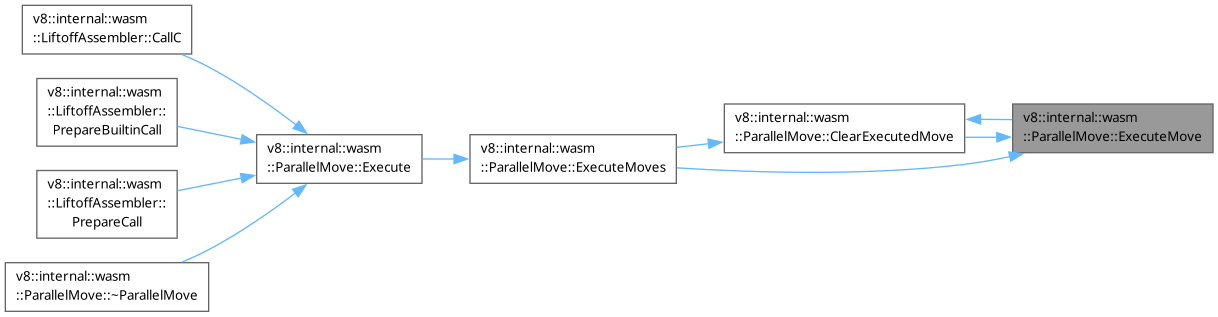 v8::internal::wasm
::LiftoffAssembler::CallC
v8::internal::wasm
::LiftoffAssembler::
PrepareBuiltinCall
v8::internal::wasm
::LiftoffAssembler::
PrepareCall
v8::internal::wasm
::ParallelMove::~ParallelMove
v8::internal::wasm
::ParallelMove::Execute
v8::internal::wasm
::ParallelMove::ExecuteMoves
v8::internal::wasm
::ParallelMove::ClearExecutedMove
v8::internal::wasm
::ParallelMove::ExecuteMove